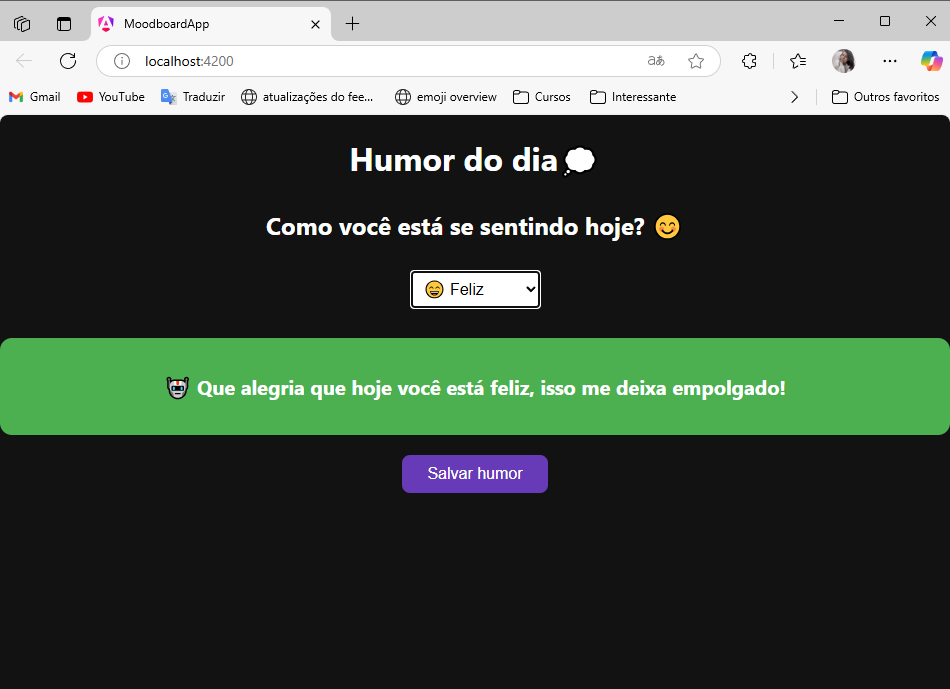 MoodboardApp
localhost:4200
aあ
Gmail YouTube Traduzir atualizações do fee... emoji overview Cursos Interessante Outros favoritos
Humor do dia💭
Como você está se sentindo hoje? 😊
😄 Feliz
🤖 Que alegria que hoje você está feliz, isso me deixa empolgado!
Salvar humor